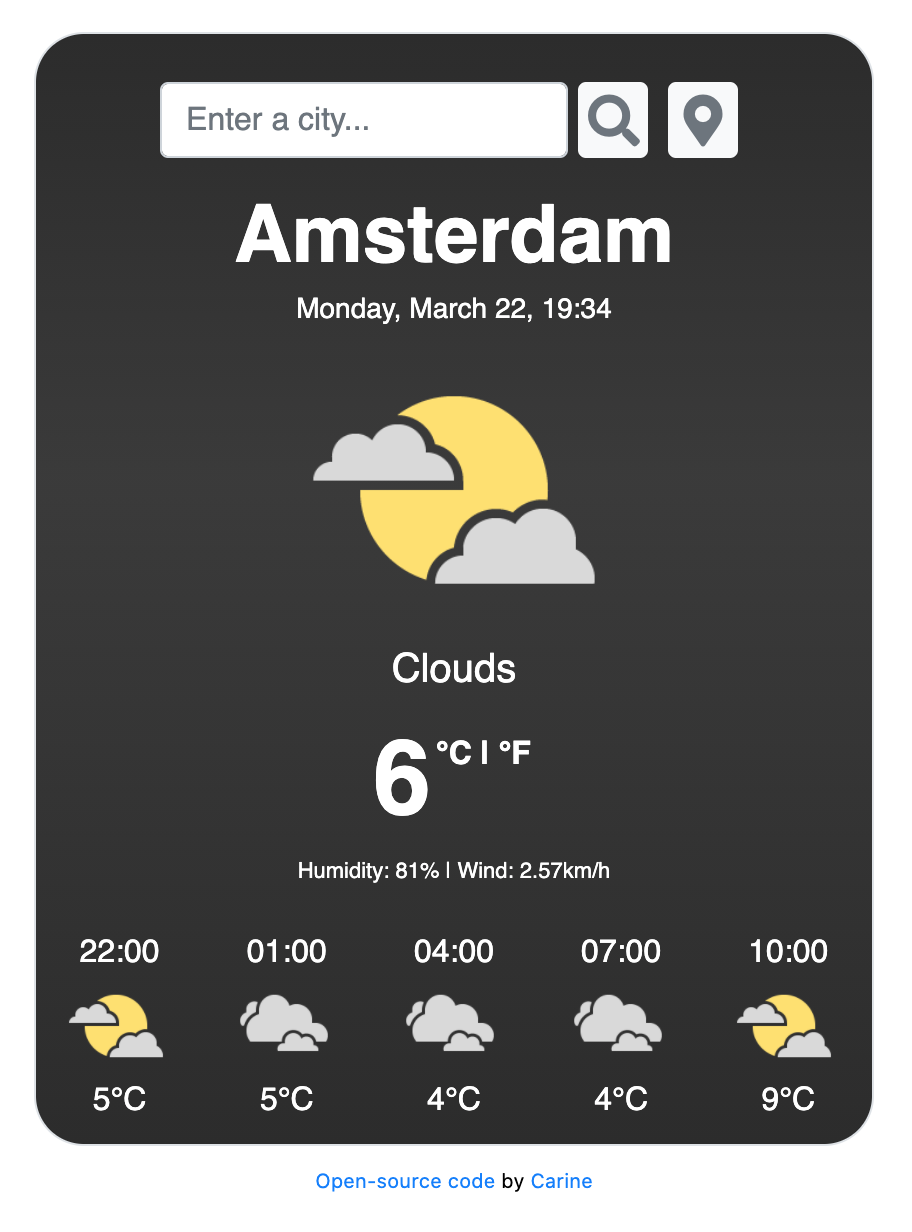 Enter a city...
Amsterdam
Monday, March 22, 19:34
Clouds
6 °C | °F
Humidity: 81% | Wind: 2.57km/h
22:00 01:00 04:00 07:00 10:00
5°C 5°C 4°C 4°C 9°C
Open-source code by Carine